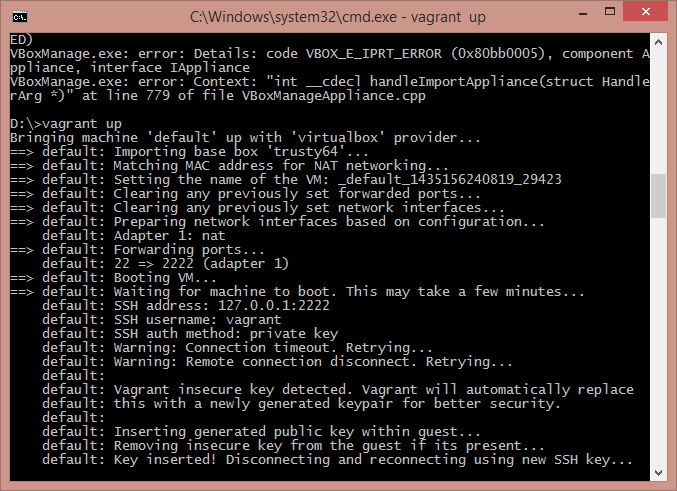 C:\Windows\system32\cmd.exe - vagrant  up
ED)
VBoxManage.exe: error: Details: code VBOX_E_IPRT_ERROR (0x80bb0005), component A
ppliance, interface IAppliance
VBoxManage.exe: error: Context: "int __cdecl handleImportAppliance(struct Handle
rArg *)" at line 779 of file VBoxManageAppliance.cpp
D:\>vagrant up
Bringing machine 'default' up with 'virtualbox' provider...
==> default: Importing base box 'trusty64'...
==> default: Matching MAC address for NAT networking...
==> default: Setting the name of the VM: _default_1435156240819_29423
==> default: Clearing any previously set forwarded ports...
==> default: Clearing any previously set network interfaces...
==> default: Preparing network interfaces based on configuration...
    default: Adapter 1: nat
==> default: Forwarding ports...
    default: 22 => 2222 (adapter 1)
==> default: Booting VM...
==> default: Waiting for machine to boot. This may take a few minutes...
    default: SSH address: 127.0.0.1:2222
    default: SSH username: vagrant
    default: SSH auth method: private key
    default: Warning: Connection timeout. Retrying...
    default: Warning: Remote connection disconnect. Retrying...
    default:
    default: Vagrant insecure key detected. Vagrant will automatically replace
    default: this with a newly generated keypair for better security.
    default:
    default: Inserting generated public key within guest...
    default: Removing insecure key from the guest if its present...
    default: Key inserted! Disconnecting and reconnecting using new SSH key...